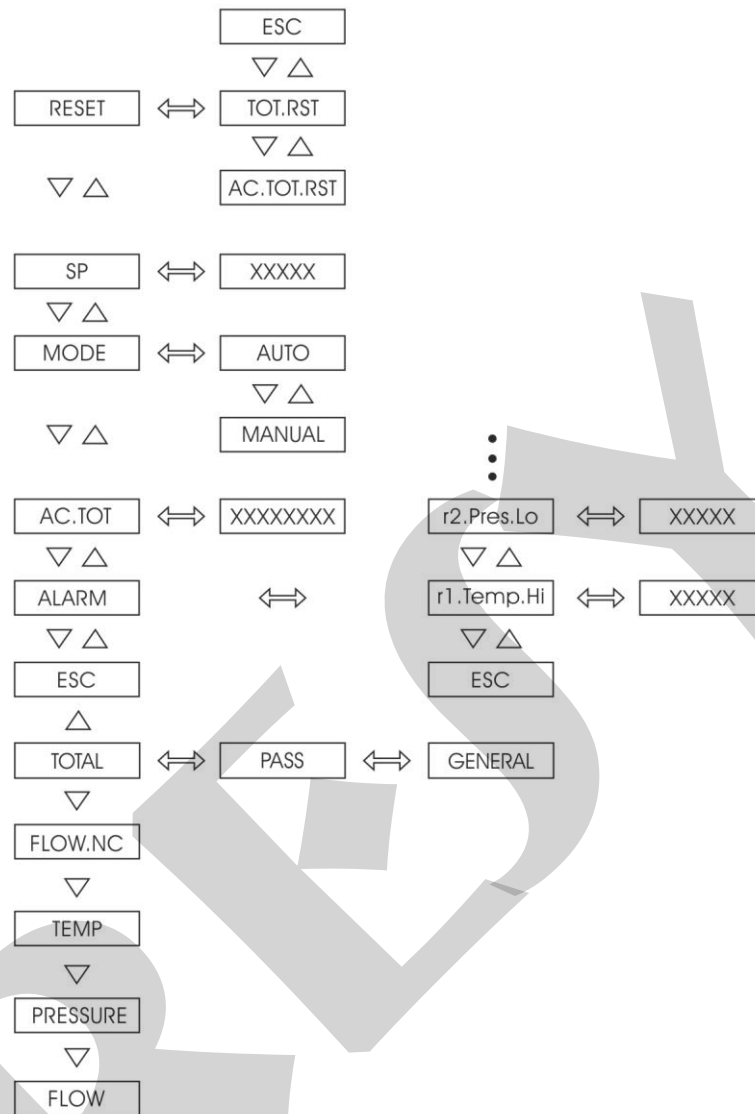 ESC
RESET TOT.RST
AC.TOT.RST
SP XXXXX
MODE AUTO
MANUAL
AC.TOT XXXXXXXX r2.Pres.Lo XXXXX
ALARM r1.Temp.Hi XXXXX
ESC ESC
TOTAL PASS GENERAL
FLOW.NC
TEMP
PRESSURE
FLOW